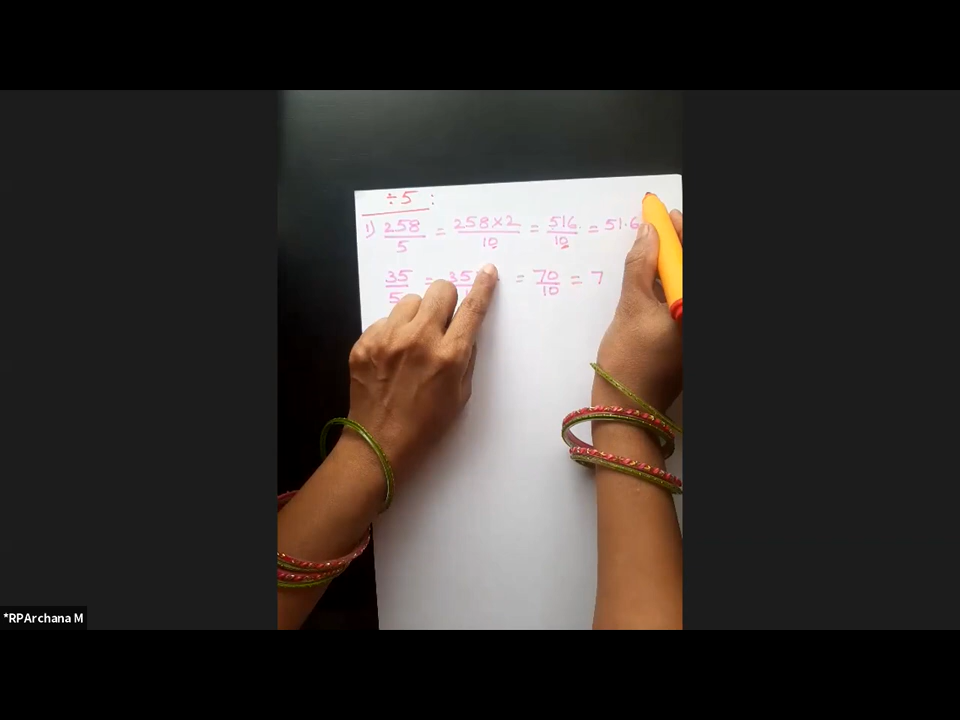 ÷5 :
1) 258/5 = 258×2/10 = 516/10 = 51.6
35/5 = 35 = 70/10 = 7
*RPArchana M